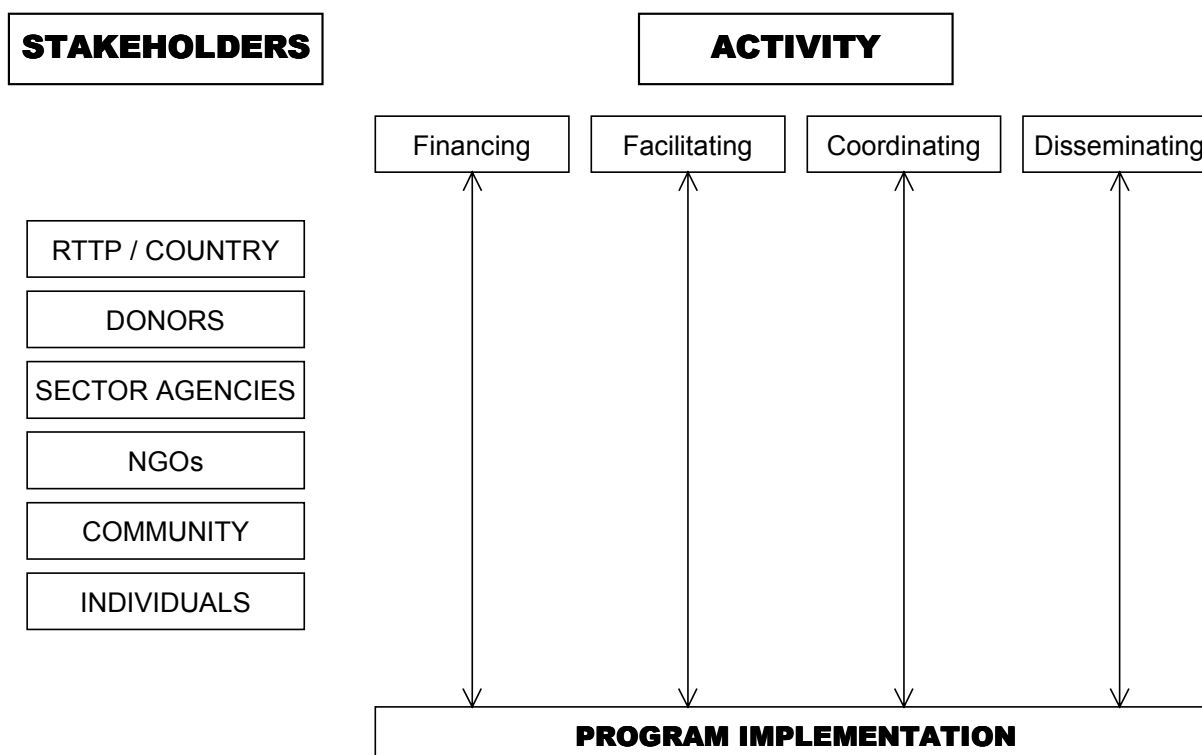 STAKEHOLDERS
ACTIVITY
Financing
Facilitating
Coordinating
Disseminating
RTTP / COUNTRY
DONORS
SECTOR AGENCIES
NGOs
COMMUNITY
INDIVIDUALS
PROGRAM IMPLEMENTATION